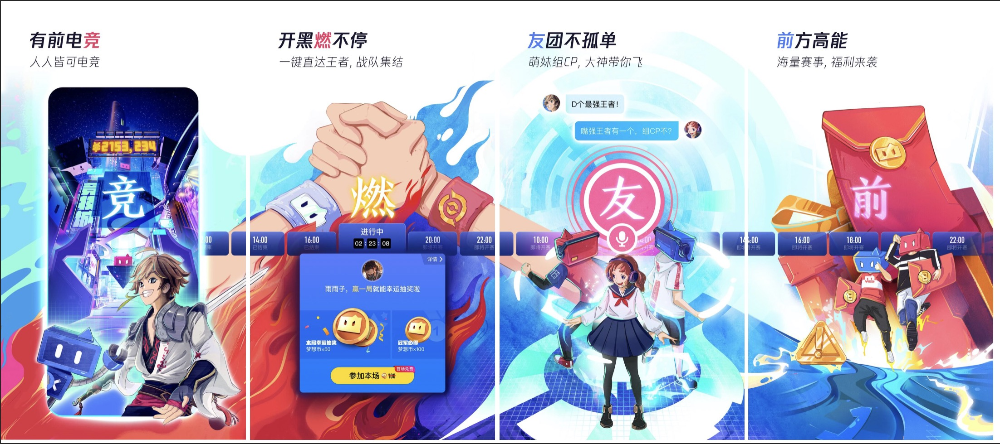 有前电竞
人人皆可电竞
¥2153,234
竞
:00
结束
开黑燃不停
一键直达王者, 战队集结
燃
14:00
已结束
16:00
已结束
进行中
02:23:08
20:00
即将开赛
22:00
即将开赛
详情
雨雨子，赢一局就能幸运抽奖啦
本局幸运抽奖
梦想币×50
冠军必得
梦想币×100
1
首场免费
参加本场 100
友团不孤单
萌妹组CP, 大神带你飞
D个最强王者!
嘴强王者有一个，组CP不?
友
10:00
即将开赛
前方高能
海量赛事, 福利来袭
前
14:00
即将开赛
16:00
即将开赛
18:00
即将开赛
22:00
即将开赛
YES